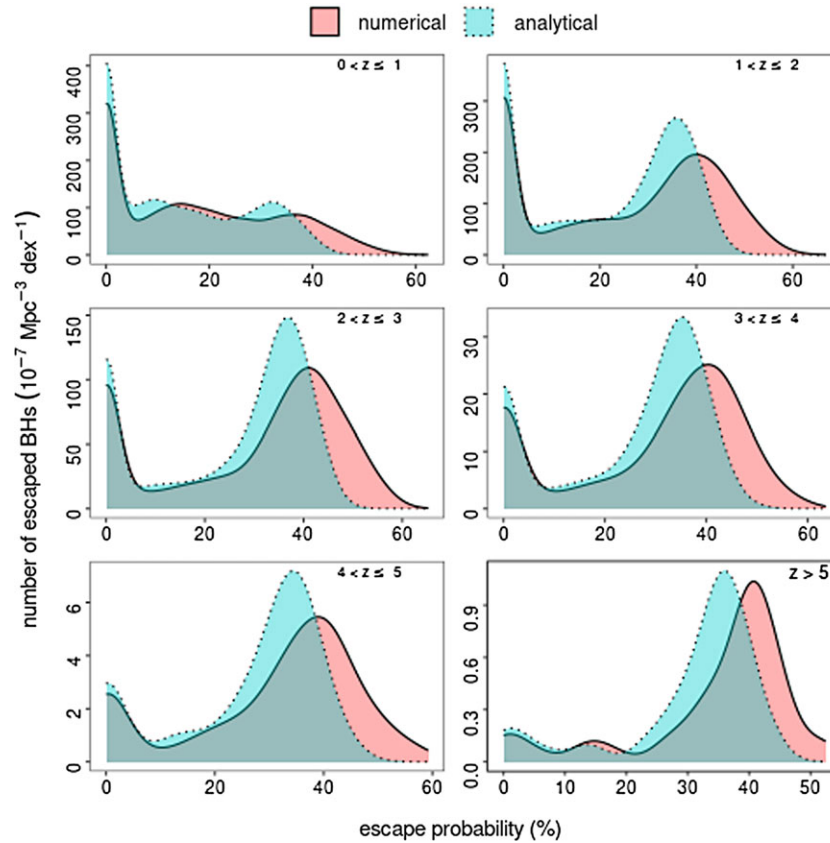 numerical analytical
number of escaped BHs (10⁻⁷ Mpc⁻³ dex⁻¹)
0 < z ≤ 1
400
300
200
100
0
0 20 40 60
1 < z ≤ 2
300
200
100
0
0 20 40 60
2 < z ≤ 3
150
100
50
0
0 20 40 60
3 < z ≤ 4
30
20
10
0
0 20 40 60
4 < z ≤ 5
6
4
2
0
0 20 40 60
z > 5
0.9
0.6
0.3
0.0
0 10 20 30 40 50
escape probability (%)